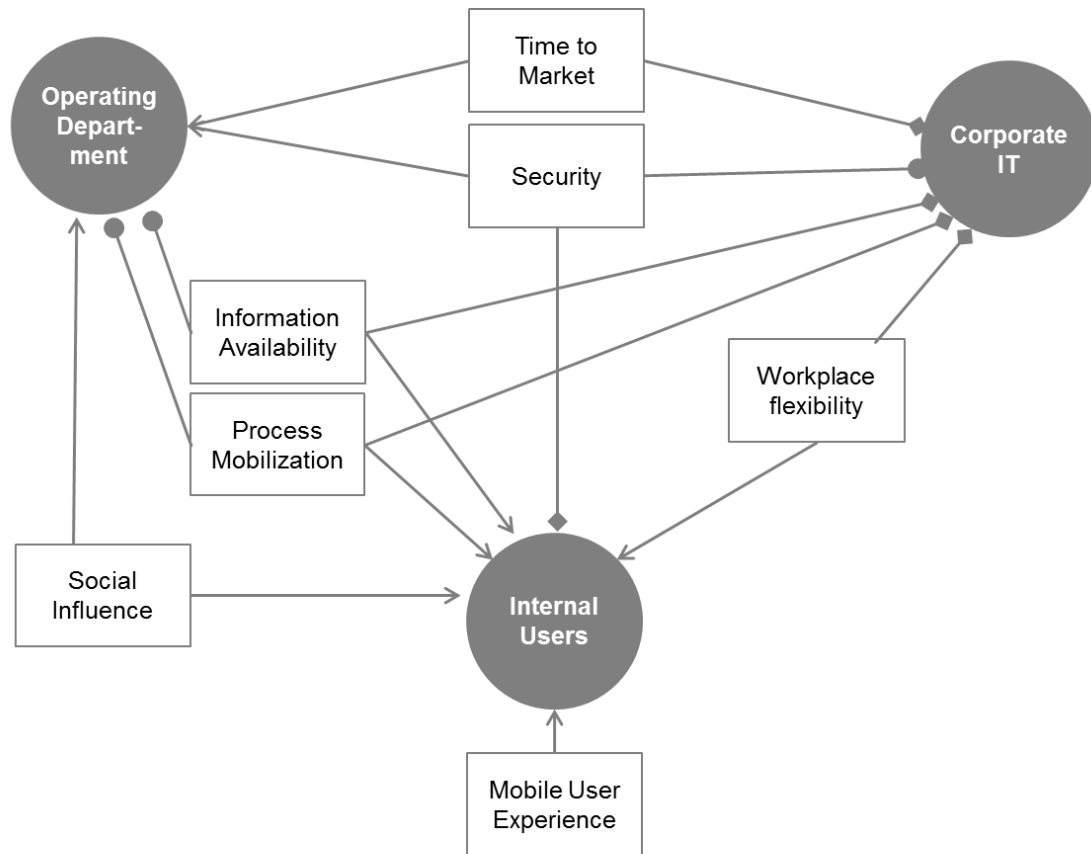 Time to
Market
Operating
Depart-
ment
Corporate
IT
Security
Information
Availability
Workplace
flexibility
Process
Mobilization
Social
Influence
Internal
Users
Mobile User
Experience